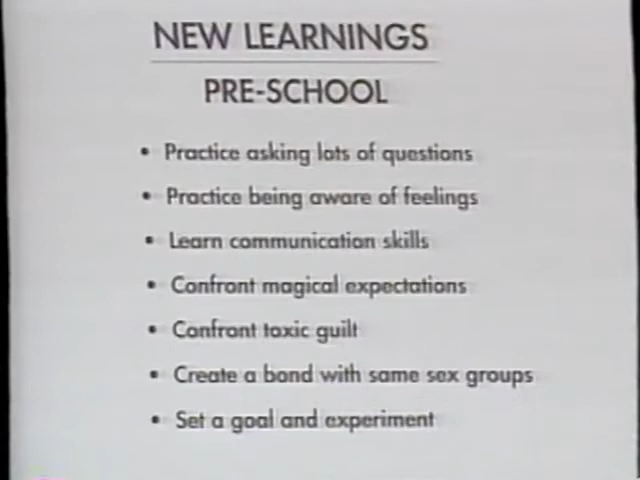 NEW LEARNINGS
PRE-SCHOOL
• Practice asking lots of questions
• Practice being aware of feelings
• Learn communication skills
• Confront magical expectations
• Confront toxic guilt
• Create a bond with same sex groups
• Set a goal and experiment